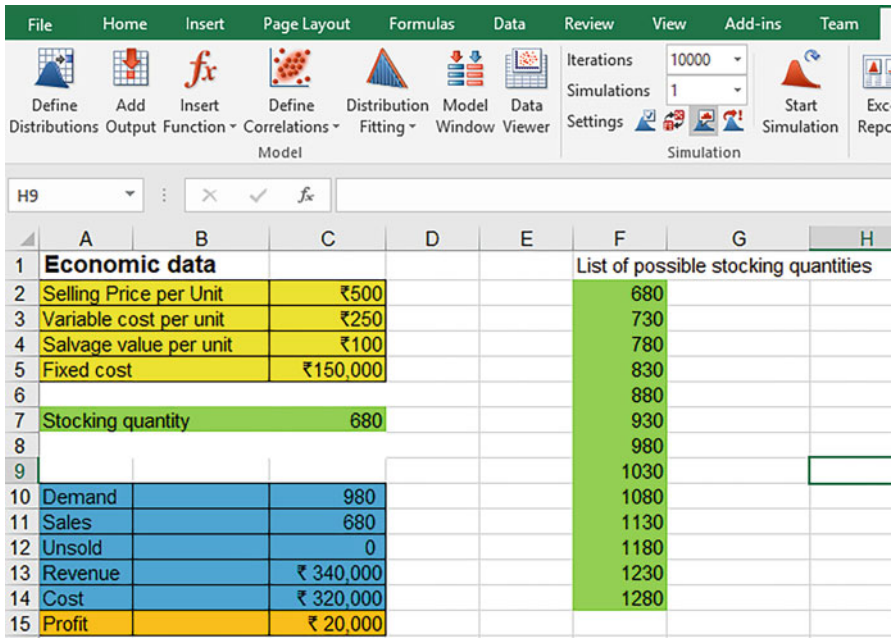 File Home Insert Page Layout Formulas Data Review View Add-ins Team
Define Distributions
Add Output
Insert Function
Define Correlations
Distribution Fitting
Model Window
Data Viewer
Iterations 10000
Simulations 1
Settings
Start Simulation
Model
Simulation
H9 fx
A B C D E F G H
1 Economic data List of possible stocking quantities
2 Selling Price per Unit ₹500 680
3 Variable cost per unit ₹250 730
4 Salvage value per unit ₹100 780
5 Fixed cost ₹150,000 830
6 880
7 Stocking quantity 680 930
8 980
9 1030
10 Demand 980 1080
11 Sales 680 1130
12 Unsold 0 1180
13 Revenue ₹ 340,000 1230
14 Cost ₹ 320,000 1280
15 Profit ₹ 20,000